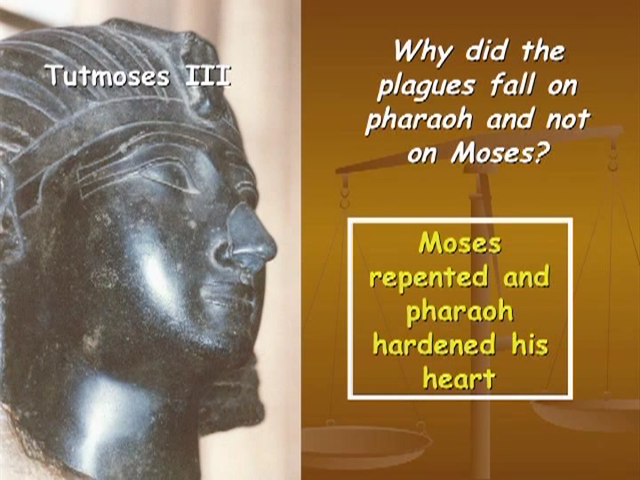 Tutmoses III
Why did the
plagues fall on
pharaoh and not
on Moses?
Moses
repented and
pharaoh
hardened his
heart